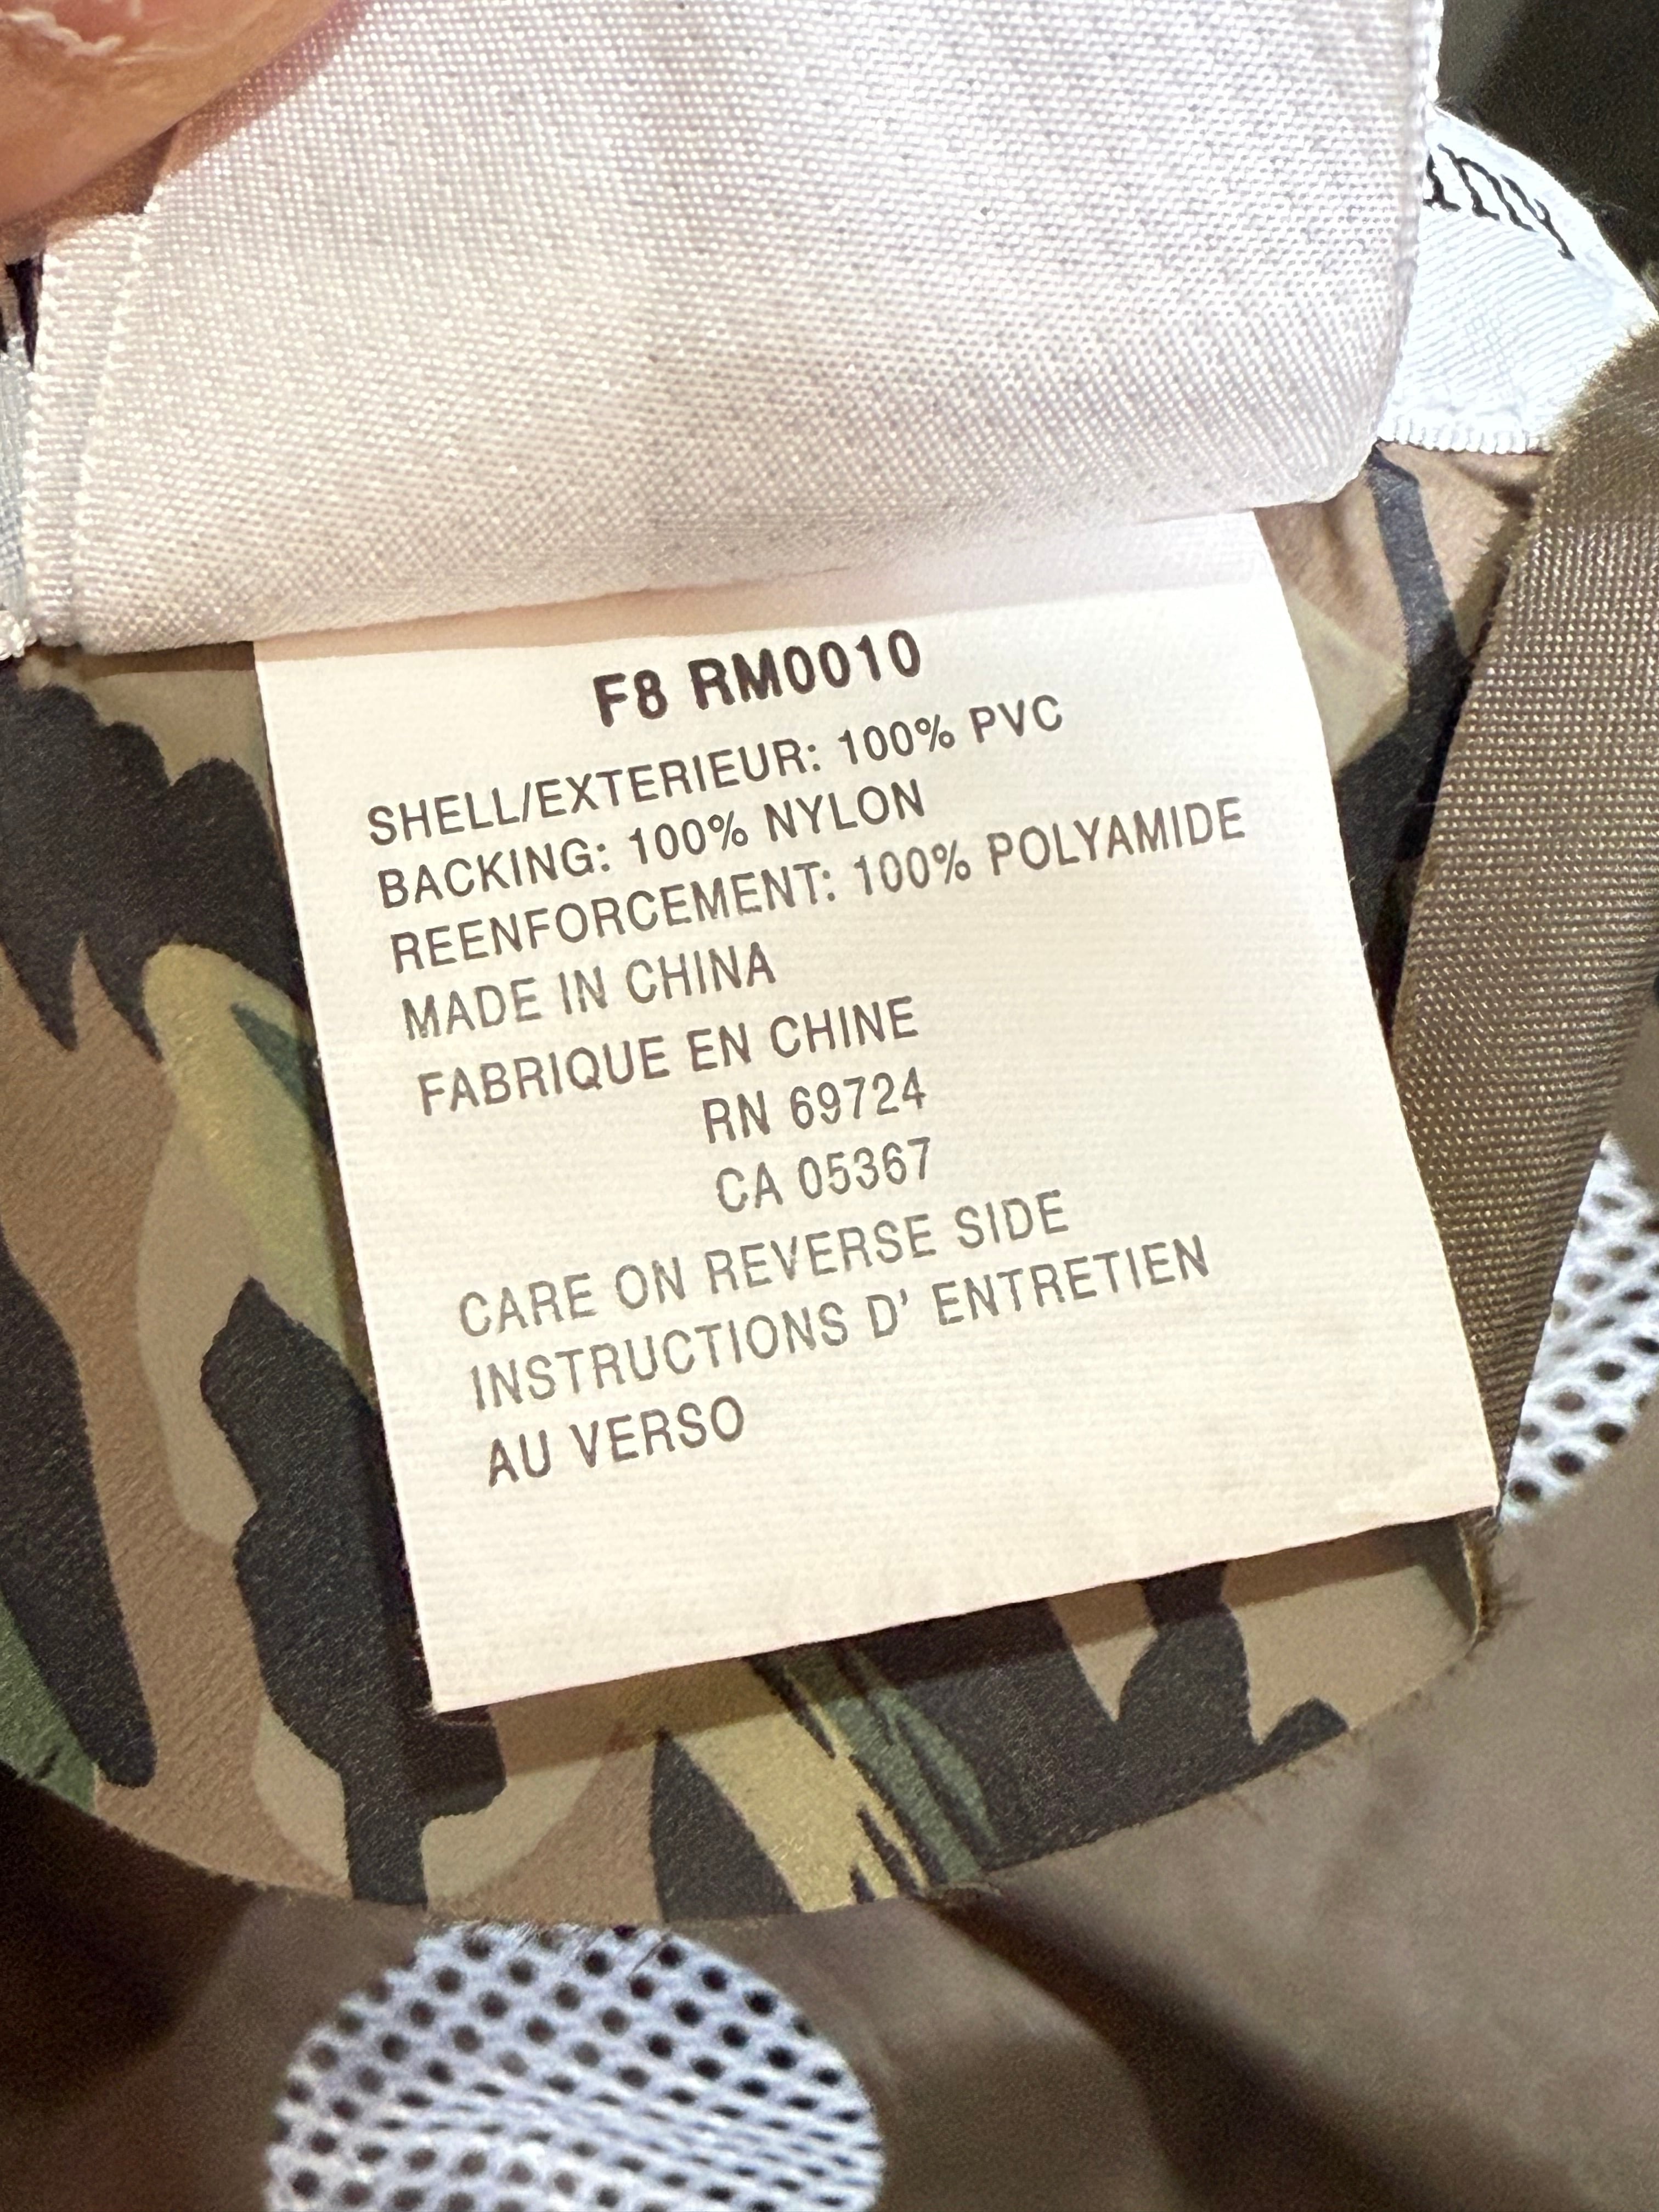 F8 RM0010
SHELL/EXTERIEUR: 100% PVC
BACKING: 100% NYLON
REENFORCEMENT: 100% POLYAMIDE
MADE IN CHINA
FABRIQUE EN CHINE
RN 69724
CA 05367
CARE ON REVERSE SIDE
INSTRUCTIONS D' ENTRETIEN
AU VERSO